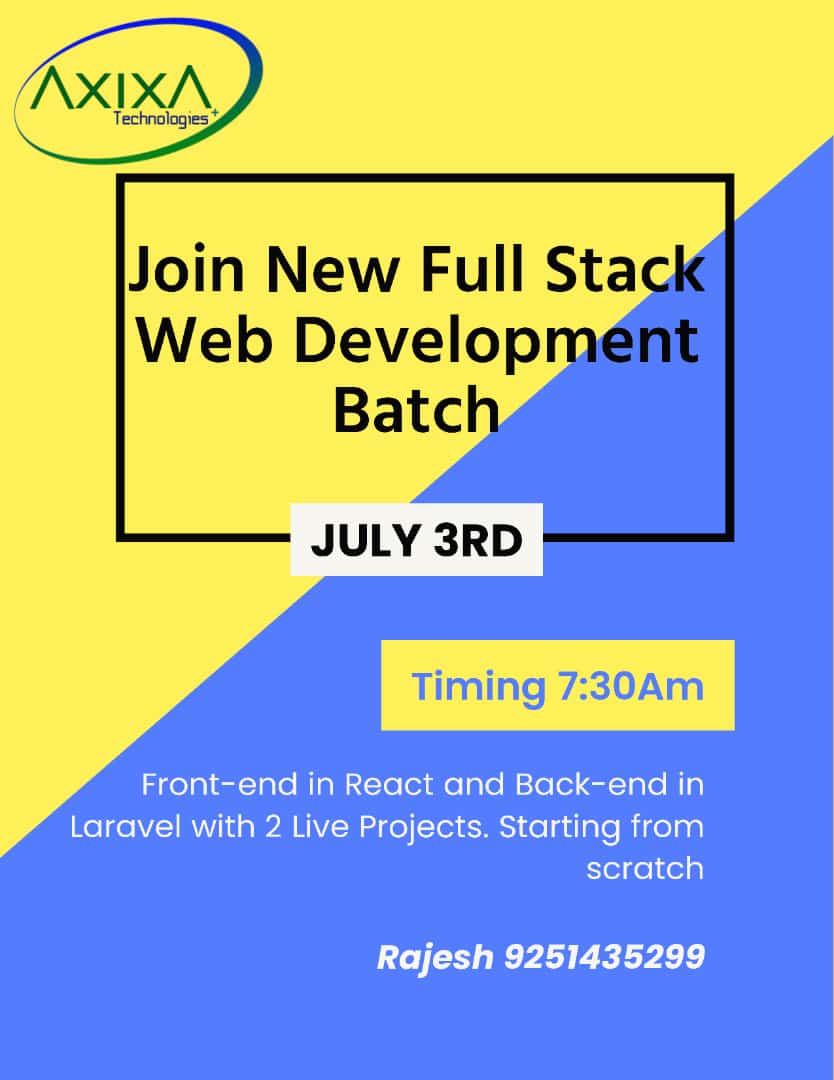 AXIXA
Technologies+
Join New Full Stack
Web Development
Batch
JULY 3RD
Timing 7:30Am
Front-end in React and Back-end in
Laravel with 2 Live Projects. Starting from
scratch
Rajesh 9251435299